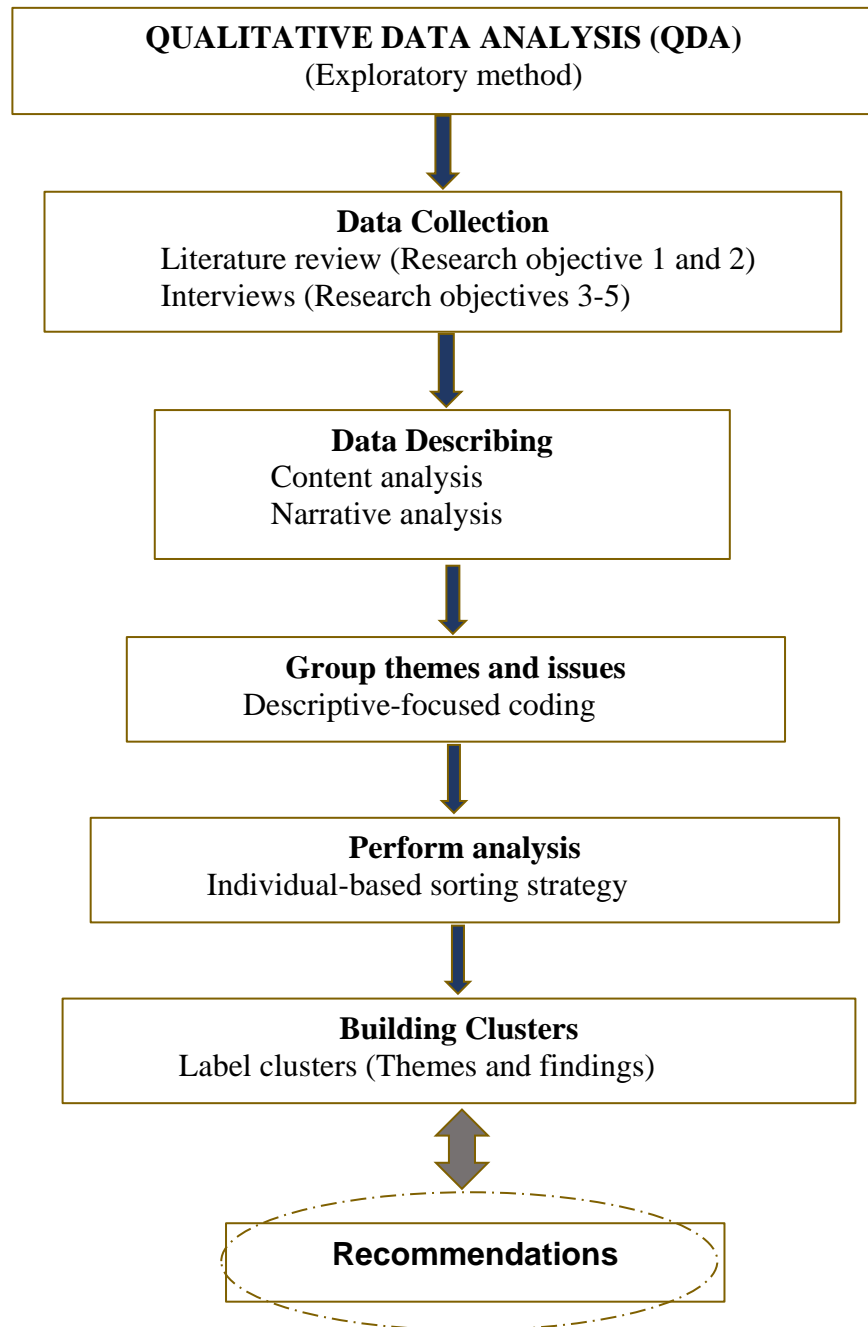 QUALITATIVE DATA ANALYSIS (QDA)
(Exploratory method)
Data Collection
Literature review (Research objective 1 and 2)
Interviews (Research objectives 3-5)
Data Describing
Content analysis
Narrative analysis
Group themes and issues
Descriptive-focused coding
Perform analysis
Individual-based sorting strategy
Building Clusters
Label clusters (Themes and findings)
Recommendations